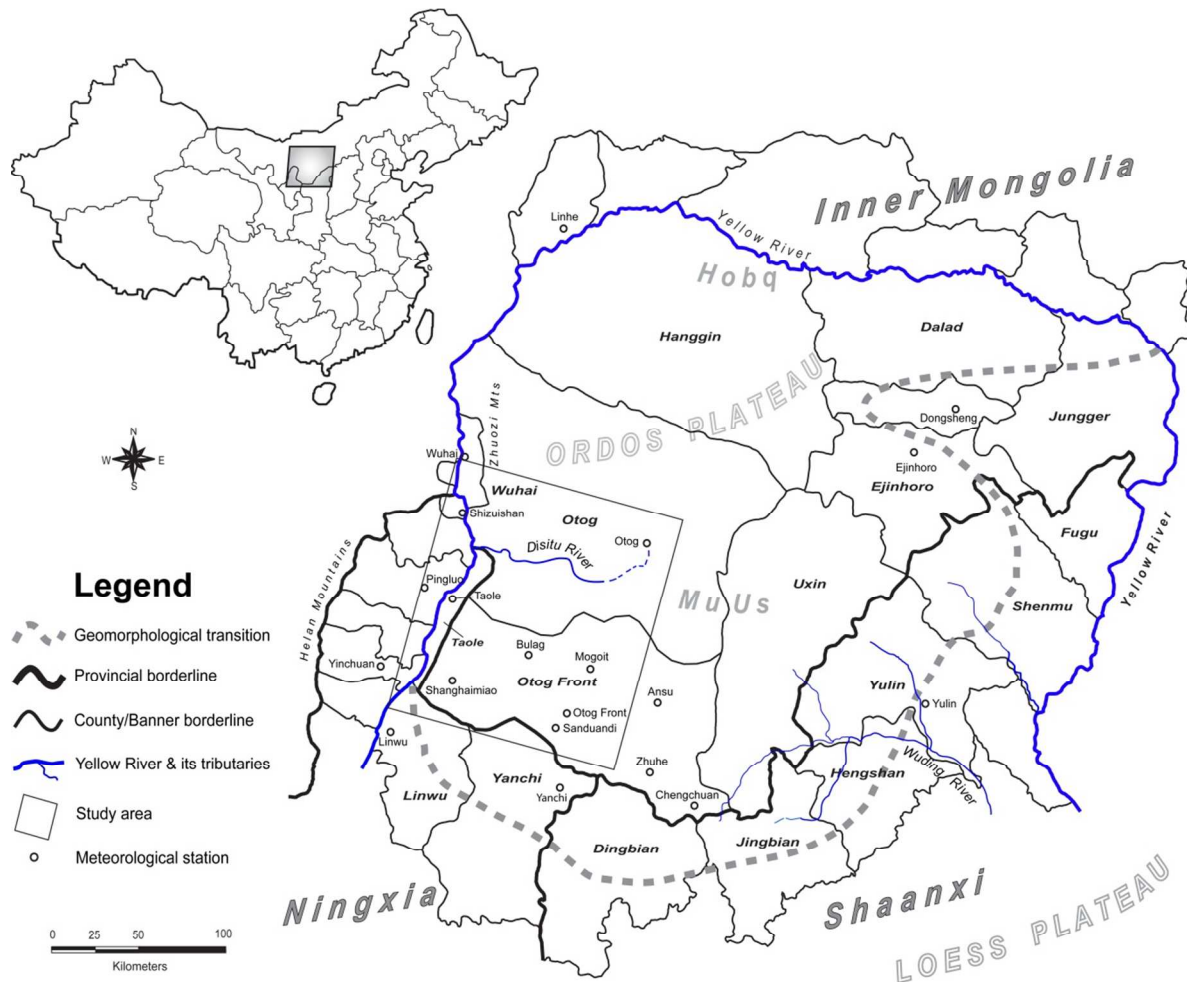 Inner Mongolia
Linhe
Yellow River
Hobq
Hanggin
Dalad
ORDOS PLATEAU
Zhuozi Mts
Dongsheng
Jungger
N
W
E
S
Wuhai
Wuhai
Ejinhoro
Ejinhoro
Shizuishan
Otog
Otog
Disitu River
Fugu
Yellow River
Uxin
Legend
Helan Mountains
Pingluo
Taole
Mu Us
Shenmu
Geomorphological transition
Taole
Bulag
Yinchuan
Mogoit
Provincial borderline
Shanghaimiao
Otog Front
Ansu
Yulin
Yulin
County/Banner borderline
Otog Front
Sanduandi
Linwu
Yellow River & its tributaries
Zhuhe
Wuding River
Hengshan
Yanchi
Yanchi
Linwu
Chengchuan
Study area
Dingbian
Jingbian
Meteorological station
Ningxia
Shaanxi
LOESS PLATEAU
0 25 50 100
Kilometers